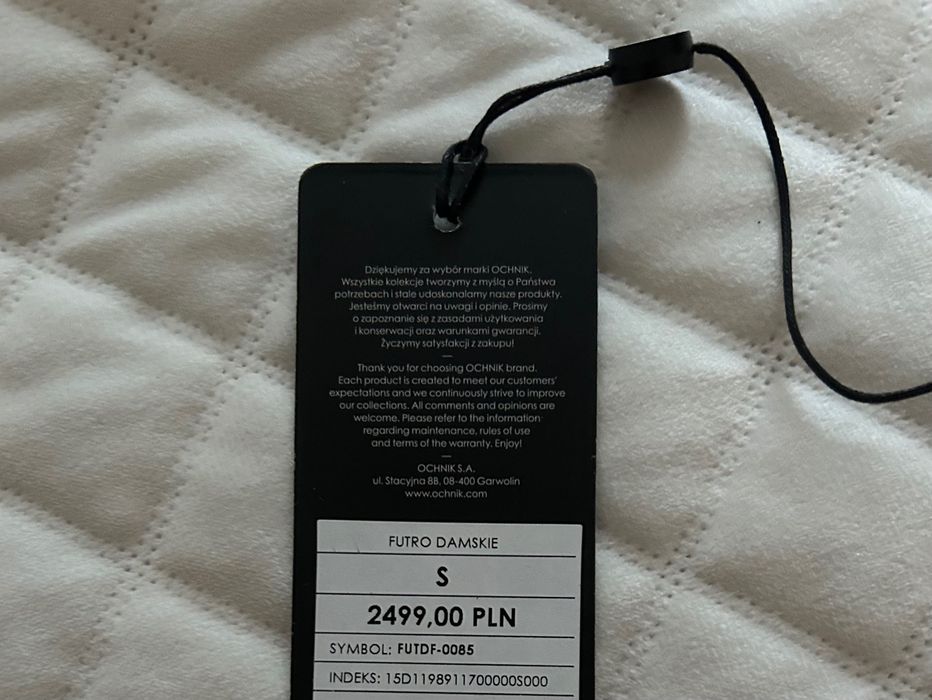 Dziękujemy za wybór marki OCHNIK.
Wszystkie kolekcje tworzymy z myślą o Państwa
potrzebach i stale udoskonalamy nasze produkty.
Jesteśmy otwarci na uwagi i opinie. Prosimy
o zapoznanie się z zasadami użytkowania
i konserwacji oraz warunkami gwarancji.
Życzymy satysfakcji z zakupu!
—
Thank you for choosing OCHNIK brand.
Each product is created to meet our customers'
expectations and we continuously strive to improve
our collections. All comments and opinions are
welcome. Please refer to the information
regarding maintenance, rules of use
and terms of the warranty. Enjoy!
—
OCHNIK S.A.
ul. Stacyjna 8B, 08-400 Garwolin
www.ochnik.com
FUTRO DAMSKIE
S
2499,00 PLN
SYMBOL: FUTDF-0085
INDEKS: 15D1198911700000S000